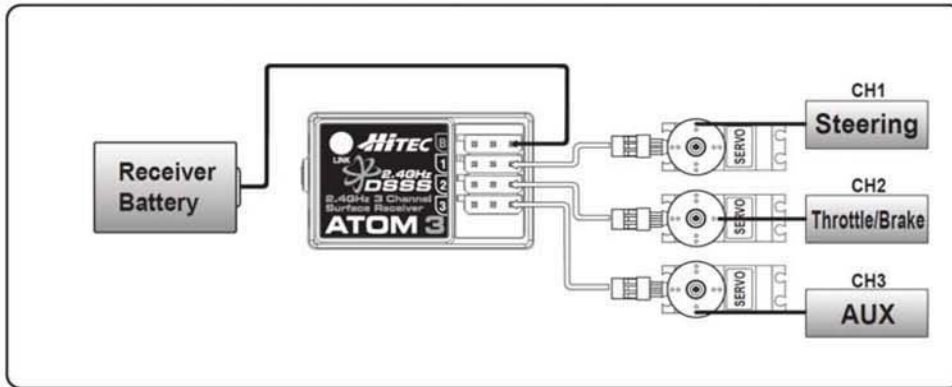 Receiver
Battery
HiTEC
LINK
2.4GHz
DSSS
2.4GHz 3 Channel
Surface Receiver
ATOM 3
B
1
2
3
SERVO
SERVO
SERVO
CH1
Steering
CH2
Throttle/Brake
CH3
AUX